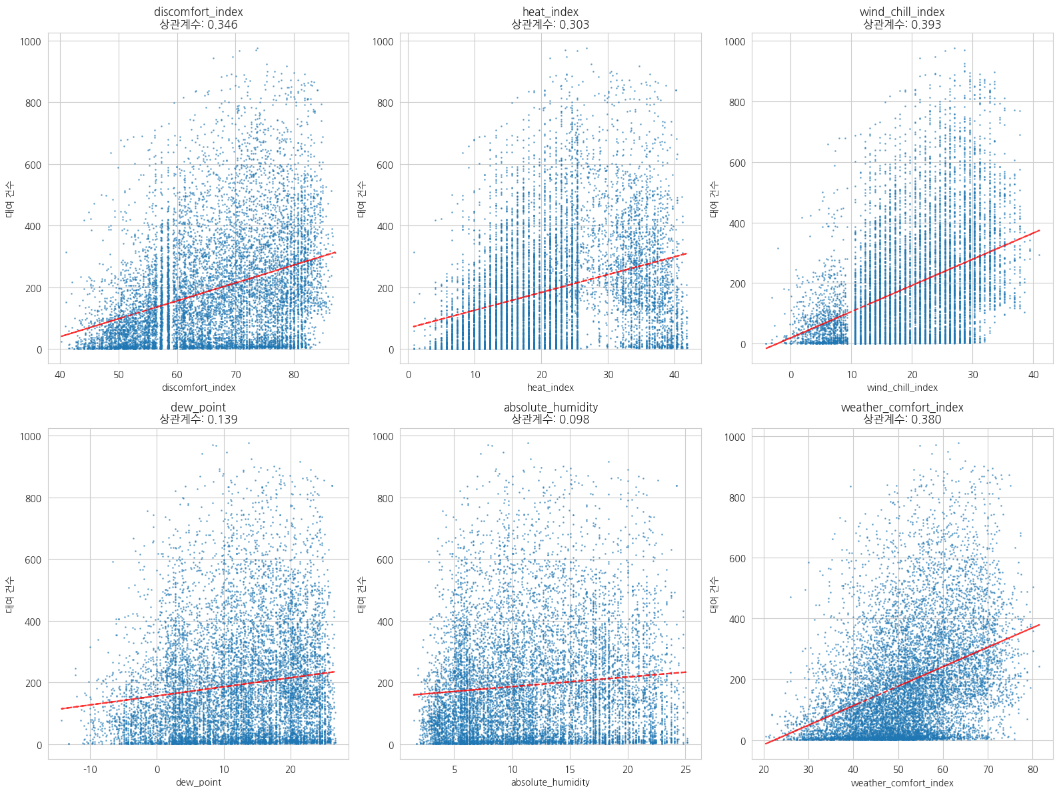 discomfort_index
상관계수: 0.346
대여 건수
1000
800
600
400
200
0
40 50 60 70 80
discomfort_index
heat_index
상관계수: 0.303
대여 건수
1000
800
600
400
200
0
0 10 20 30 40
heat_index
wind_chill_index
상관계수: 0.393
대여 건수
1000
800
600
400
200
0
0 10 20 30 40
wind_chill_index
dew_point
상관계수: 0.139
대여 건수
1000
800
600
400
200
0
-10 0 10 20
dew_point
absolute_humidity
상관계수: 0.098
대여 건수
1000
800
600
400
200
0
5 10 15 20 25
absolute_humidity
weather_comfort_index
상관계수: 0.380
대여 건수
1000
800
600
400
200
0
20 30 40 50 60 70 80
weather_comfort_index